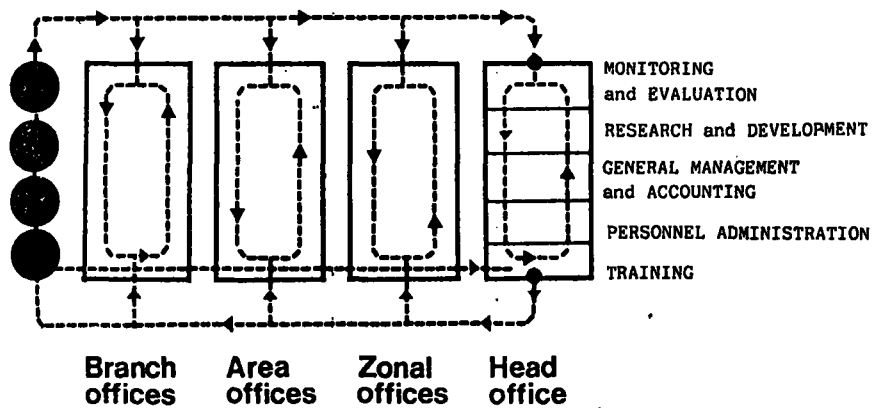 MONITORING
and EVALUATION
RESEARCH and DEVELOPMENT
GENERAL MANAGEMENT
and ACCOUNTING
PERSONNEL ADMINISTRATION
TRAINING
Branch
offices
Area
offices
Zonal
offices
Head
office